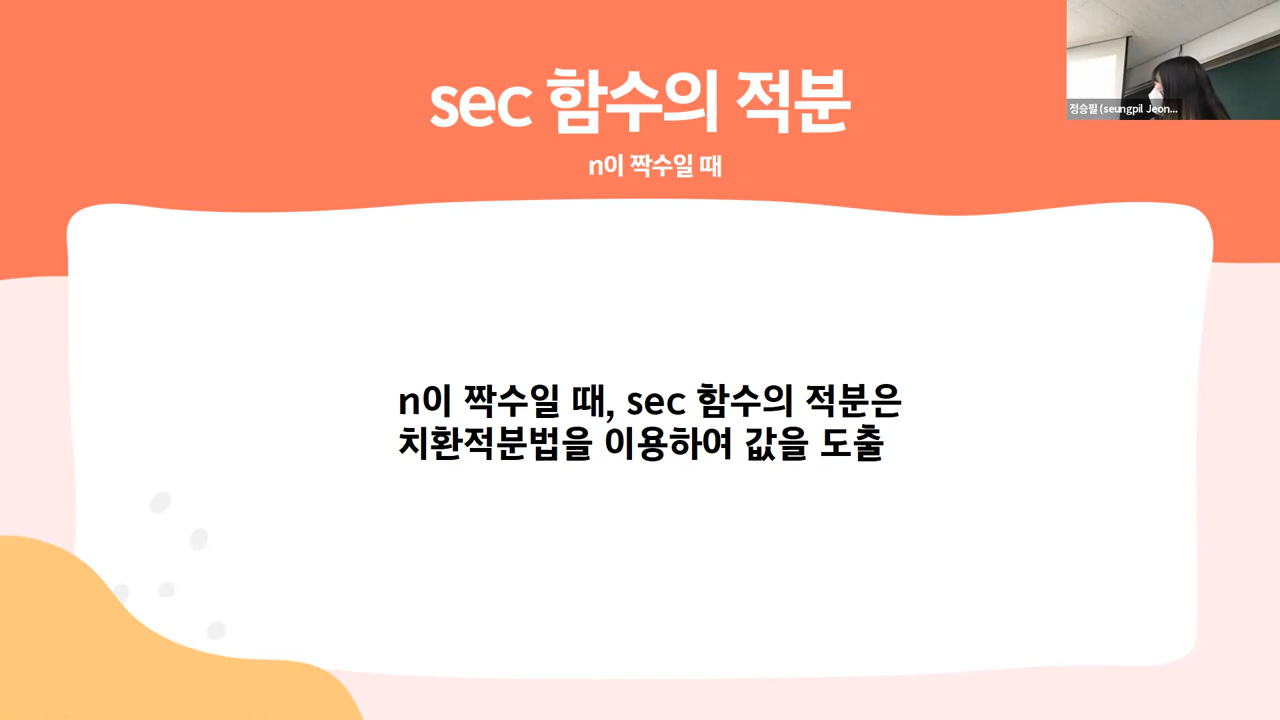 sec 함수의 적분
n이 짝수일 때
정승필 (seungpil Jeon...
n이 짝수일 때, sec 함수의 적분은
치환적분법을 이용하여 값을 도출